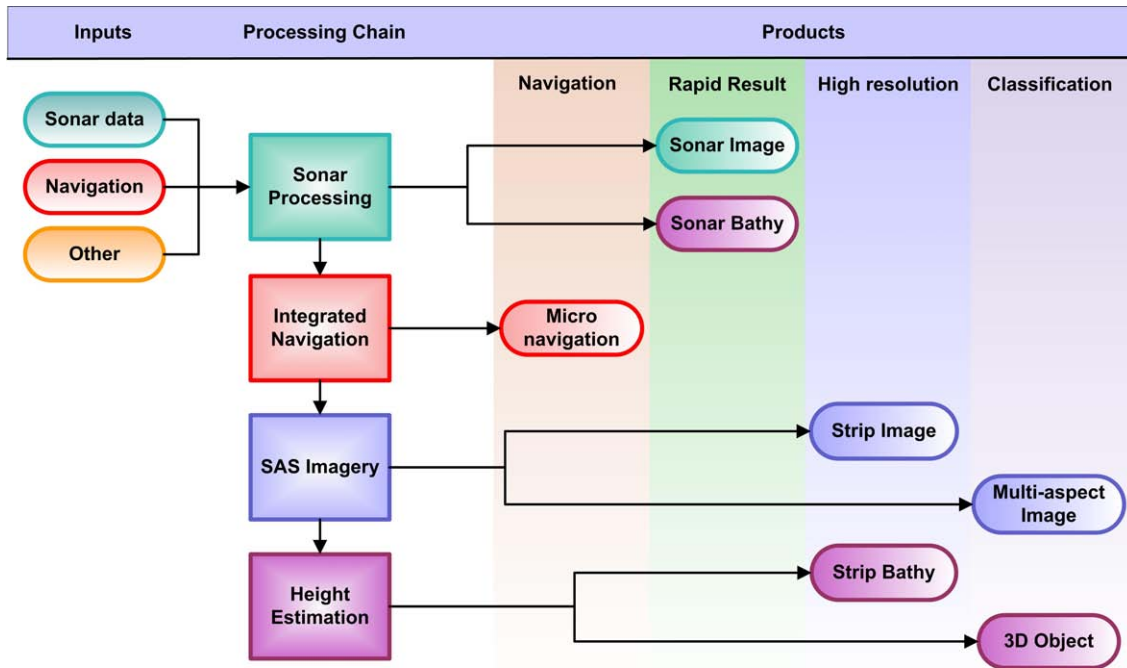 Inputs
Processing Chain
Products
Navigation
Rapid Result
High resolution
Classification
Sonar data
Navigation
Other
Sonar
Processing
Sonar Image
Sonar Bathy
Integrated
Navigation
Micro
navigation
SAS Imagery
Strip Image
Multi-aspect
Image
Height
Estimation
Strip Bathy
3D Object